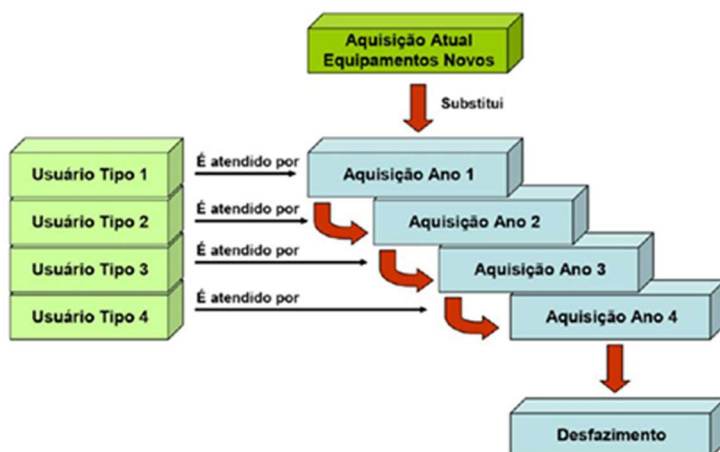 Aquisição Atual
Equipamentos Novos
Substitui
Usuário Tipo 1
É atendido por
Aquisição Ano 1
Usuário Tipo 2
É atendido por
Aquisição Ano 2
Usuário Tipo 3
É atendido por
Aquisição Ano 3
Usuário Tipo 4
É atendido por
Aquisição Ano 4
Desfazimento